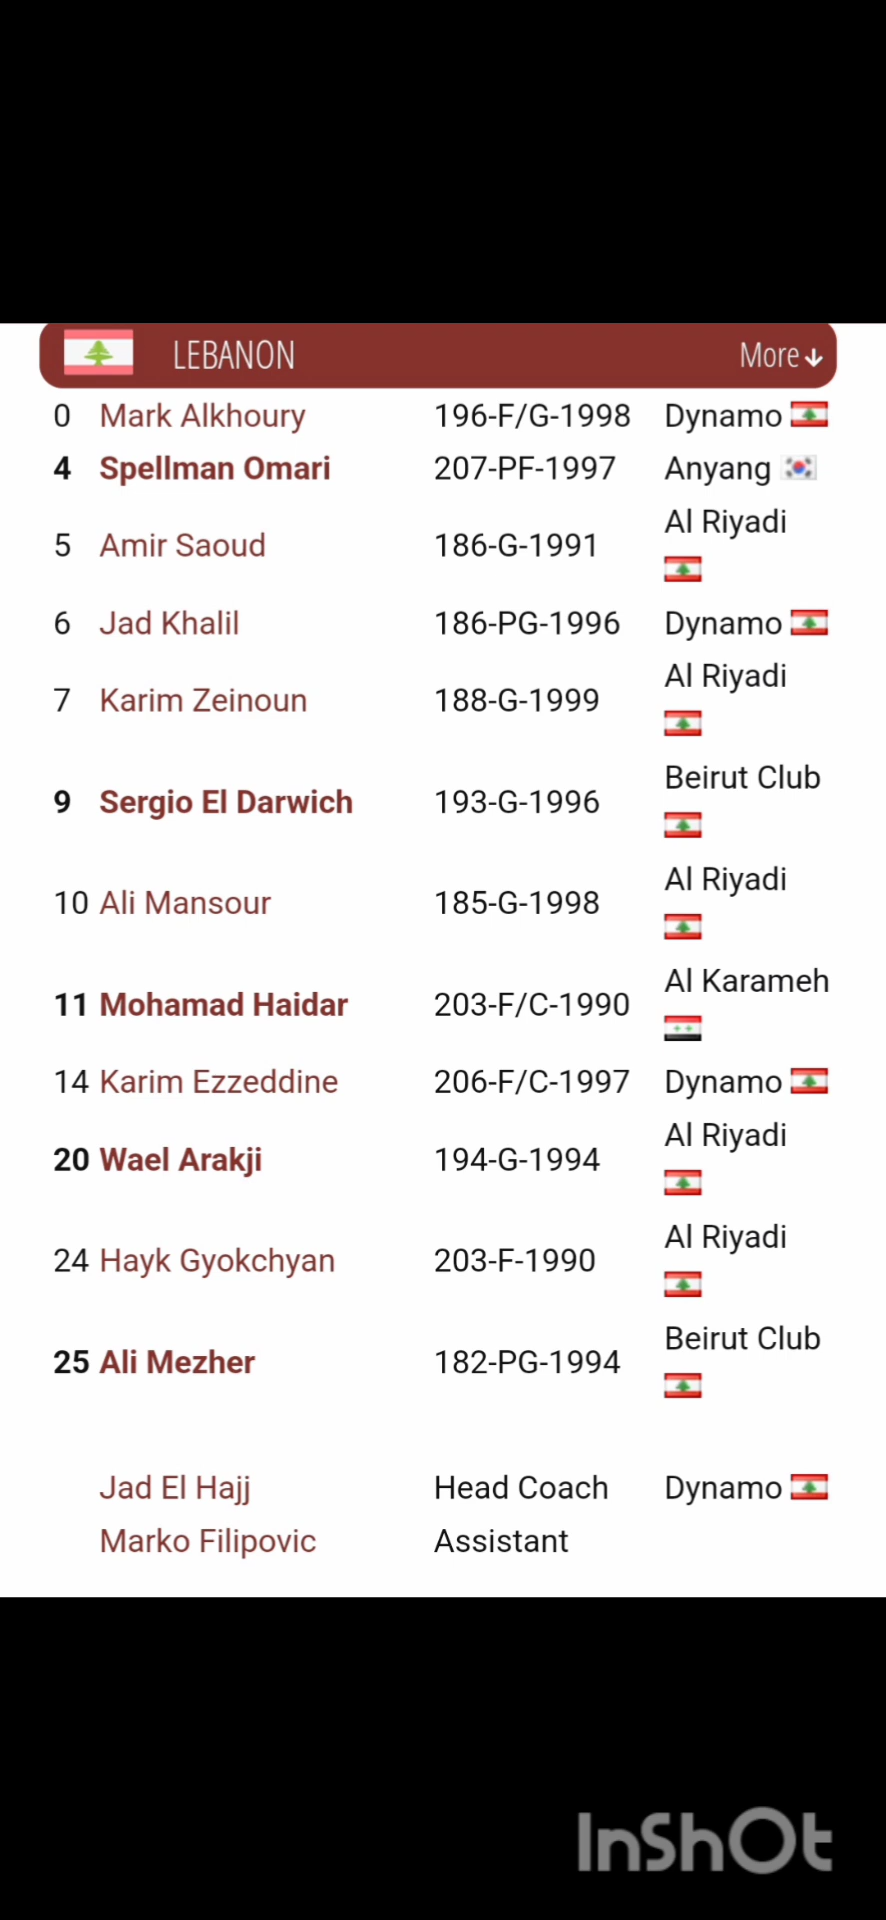 LEBANON More↓
0 Mark Alkhoury 196-F/G-1998 Dynamo
4 Spellman Omari 207-PF-1997 Anyang
5 Amir Saoud 186-G-1991 Al Riyadi
6 Jad Khalil 186-PG-1996 Dynamo
7 Karim Zeinoun 188-G-1999 Al Riyadi
9 Sergio El Darwich 193-G-1996 Beirut Club
10 Ali Mansour 185-G-1998 Al Riyadi
11 Mohamad Haidar 203-F/C-1990 Al Karameh
14 Karim Ezzeddine 206-F/C-1997 Dynamo
20 Wael Arakji 194-G-1994 Al Riyadi
24 Hayk Gyokchyan 203-F-1990 Al Riyadi
25 Ali Mezher 182-PG-1994 Beirut Club
Jad El Hajj Head Coach Dynamo
Marko Filipovic Assistant
InShOt